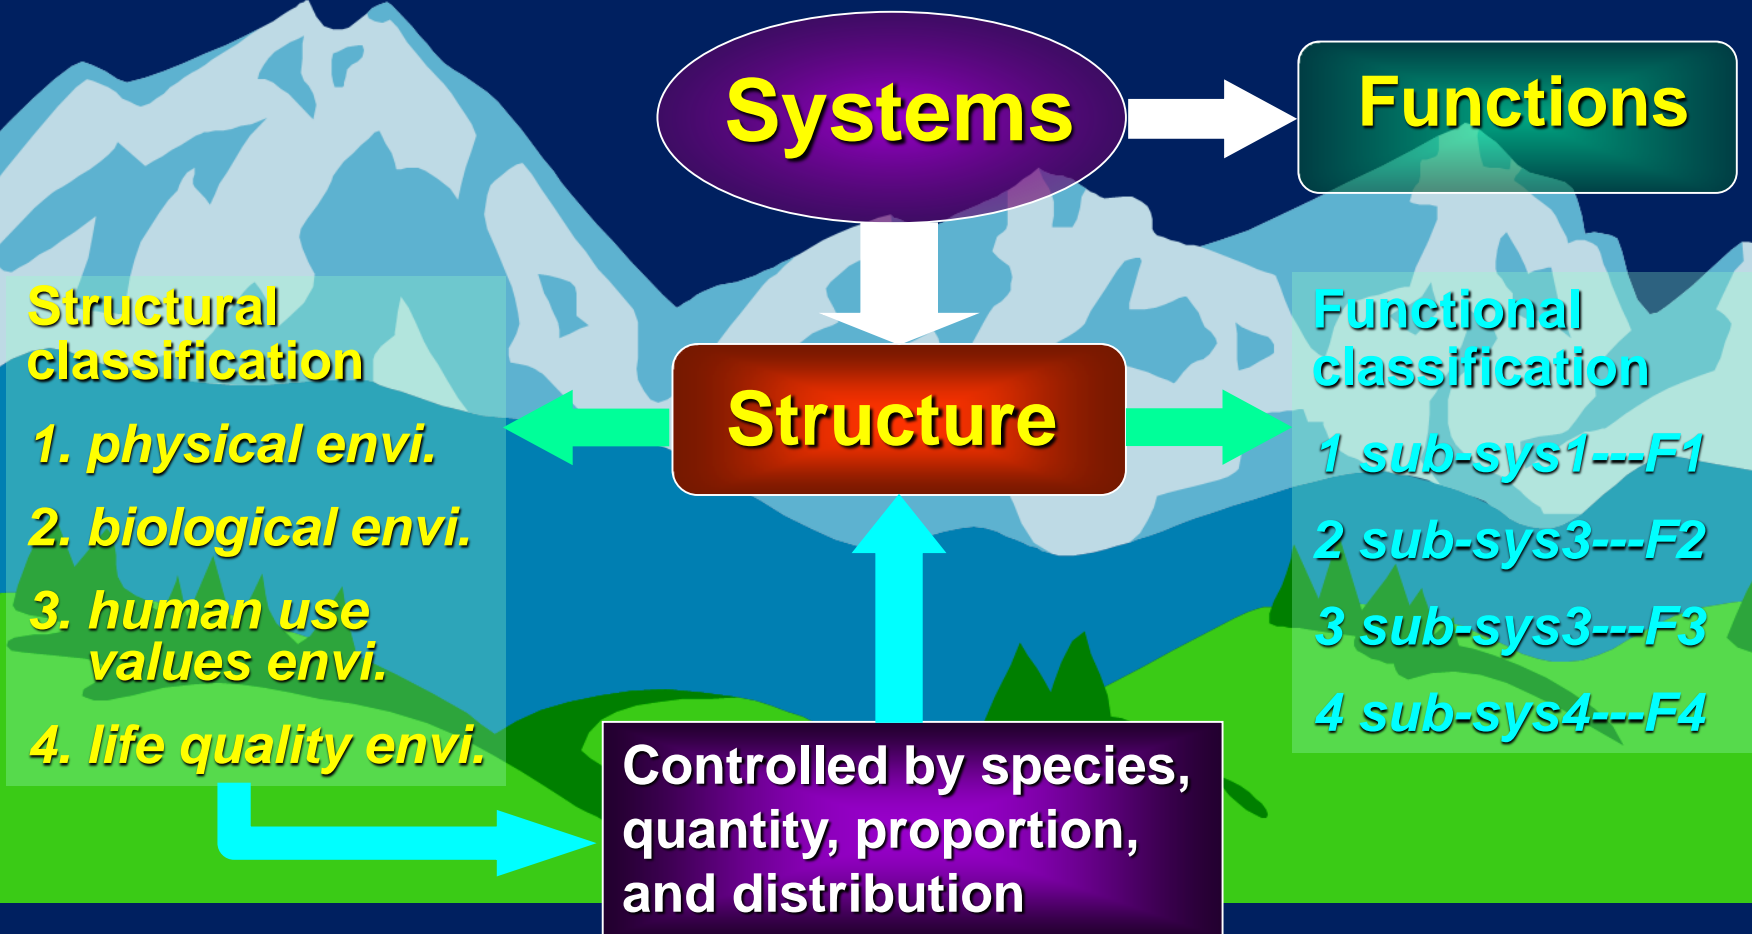 Systems
Functions
Structural
classification
1. physical envi.
2. biological envi.
3. human use
values envi.
4. life quality envi.
Structure
Functional
classification
1 sub-sys1---F1
2 sub-sys3---F2
3 sub-sys3---F3
4 sub-sys4---F4
Controlled by species,
quantity, proportion,
and distribution